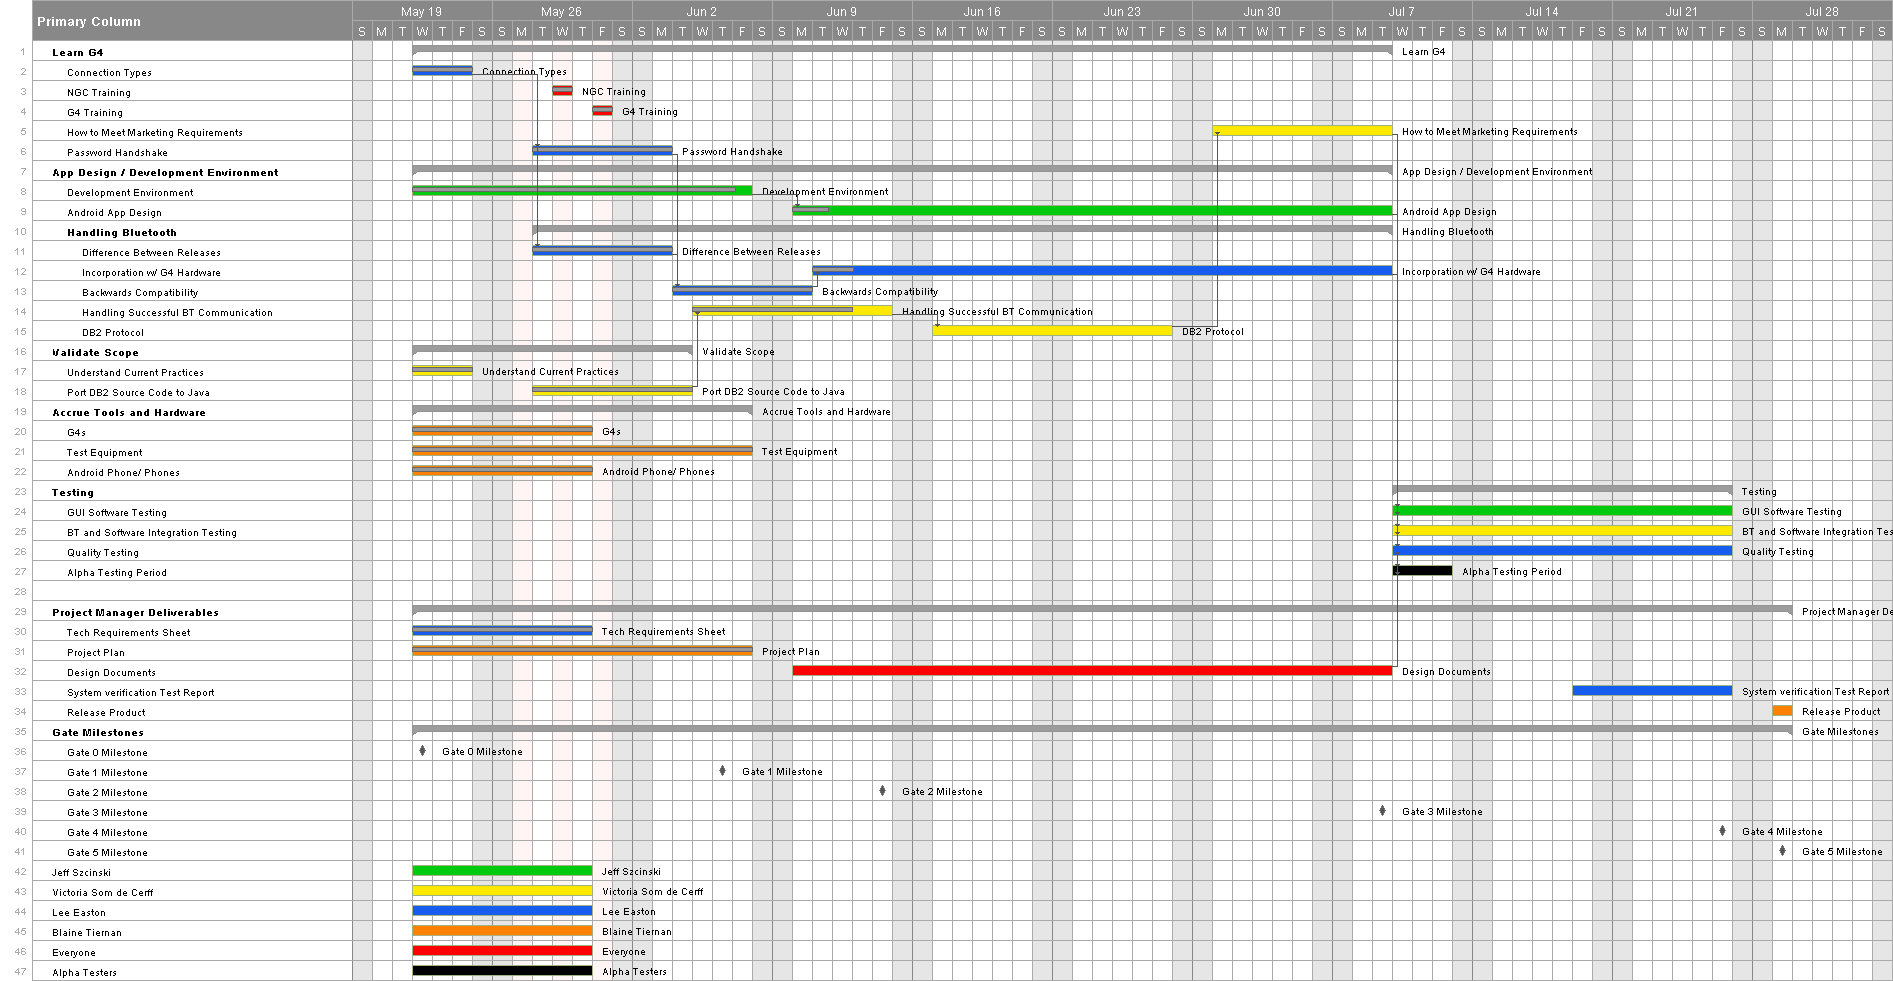 Primary Column
May 19 May 26 Jun 2 Jun 9 Jun 16 Jun 23 Jun 30 Jul 7 Jul 14 Jul 21 Jul 28
S M T W T F S S M T W T F S S M T W T F S S M T W T F S S M T W T F S S M T W T F S S M T W T F S S M T W T F S S M T W T F S S M T W T F S S M T W T F S
1 Learn G4 Learn G4
2 Connection Types Connection Types
3 NGC Training NGC Training
4 G4 Training G4 Training
5 How to Meet Marketing Requirements How to Meet Marketing Requirements
6 Password Handshake Password Handshake
7 App Design / Development Environment App Design / Development Environment
8 Development Environment Development Environment
9 Android App Design Android App Design
10 Handling Bluetooth Handling Bluetooth
11 Difference Between Releases Difference Between Releases
12 Incorporation w/ G4 Hardware Incorporation w/ G4 Hardware
13 Backwards Compatibility Backwards Compatibility
14 Handling Successful BT Communication Handling Successful BT Communication
15 DB2 Protocol DB2 Protocol
16 Validate Scope Validate Scope
17 Understand Current Practices Understand Current Practices
18 Port DB2 Source Code to Java Port DB2 Source Code to Java
19 Accrue Tools and Hardware Accrue Tools and Hardware
20 G4s G4s
21 Test Equipment Test Equipment
22 Android Phone/ Phones Android Phone/ Phones
23 Testing Testing
24 GUI Software Testing GUI Software Testing
25 BT and Software Integration Testing BT and Software Integration Tes
26 Quality Testing Quality Testing
27 Alpha Testing Period Alpha Testing Period
28
29 Project Manager Deliverables Project Manager De
30 Tech Requirements Sheet Tech Requirements Sheet
31 Project Plan Project Plan
32 Design Documents Design Documents
33 System verification Test Report System verification Test Report
34 Release Product Release Product
35 Gate Milestones Gate Milestones
36 Gate 0 Milestone Gate 0 Milestone
37 Gate 1 Milestone Gate 1 Milestone
38 Gate 2 Milestone Gate 2 Milestone
39 Gate 3 Milestone Gate 3 Milestone
40 Gate 4 Milestone Gate 4 Milestone
41 Gate 5 Milestone Gate 5 Milestone
42 Jeff Szcinski Jeff Szcinski
43 Victoria Som de Cerff Victoria Som de Cerff
44 Lee Easton Lee Easton
45 Blaine Tiernan Blaine Tiernan
46 Everyone Everyone
47 Alpha Testers Alpha Testers